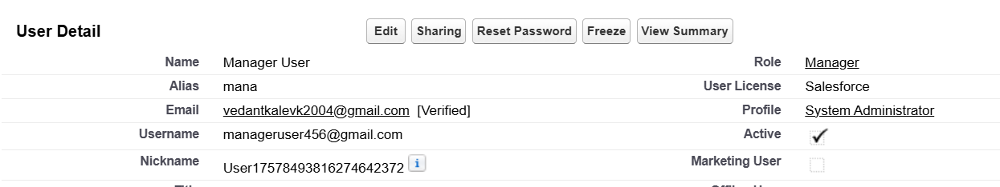 User Detail Edit Sharing Reset Password Freeze View Summary
Name Manager User Role Manager
Alias mana User License Salesforce
Email vedantkalevk2004@gmail.com [Verified] Profile System Administrator
Username manageruser456@gmail.com Active
Nickname User17578493816274642372 Marketing User